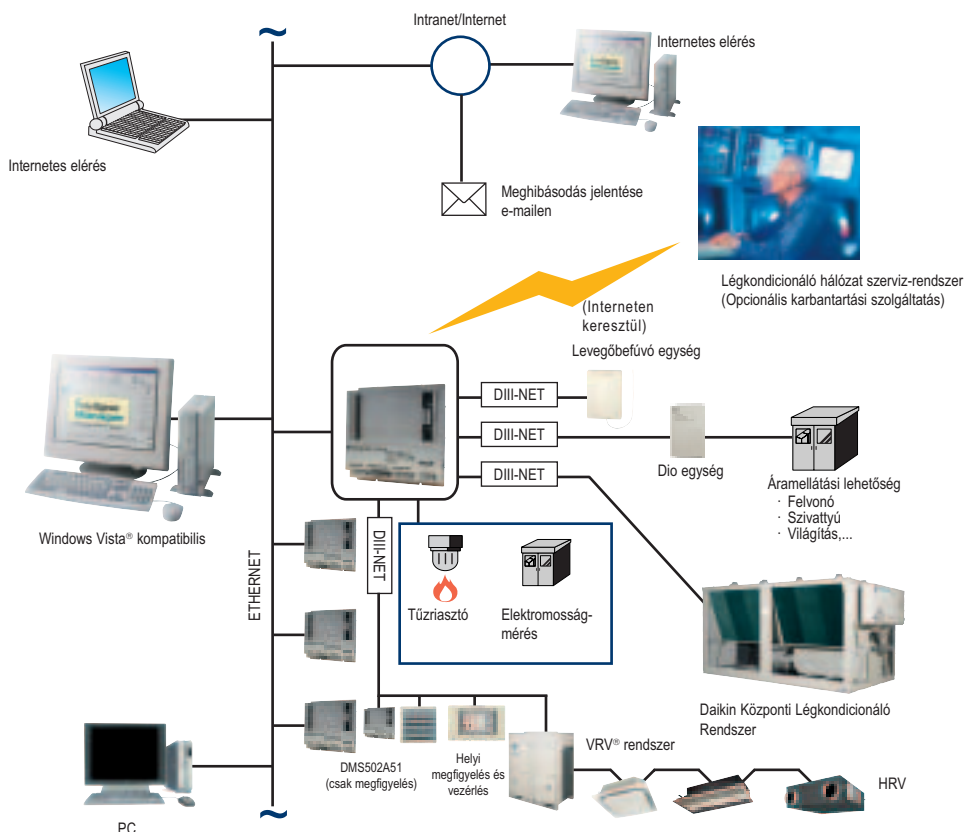 Intranet/Internet
Internetes elérés
Internetes elérés
Meghibásodás jelentése
e-mailen
Légkondicionáló hálózat szerviz-rendszer
(Opcionális karbantartási szolgáltatás)
(Interneten
keresztül)
Levegőbefúvó egység
DIII-NET
DIII-NET
DIII-NET
Dio egység
Áramellátási lehetőség
· Felvonó
· Szivattyú
· Világítás,...
Windows Vista® kompatibilis
ETHERNET
DIII-NET
Tűzriasztó
Elektromosság-
mérés
Daikin Központi Légkondicionáló
Rendszer
DMS502A51
(csak megfigyelés)
Helyi
megfigyelés és
vezérlés
VRV® rendszer
HRV
PC